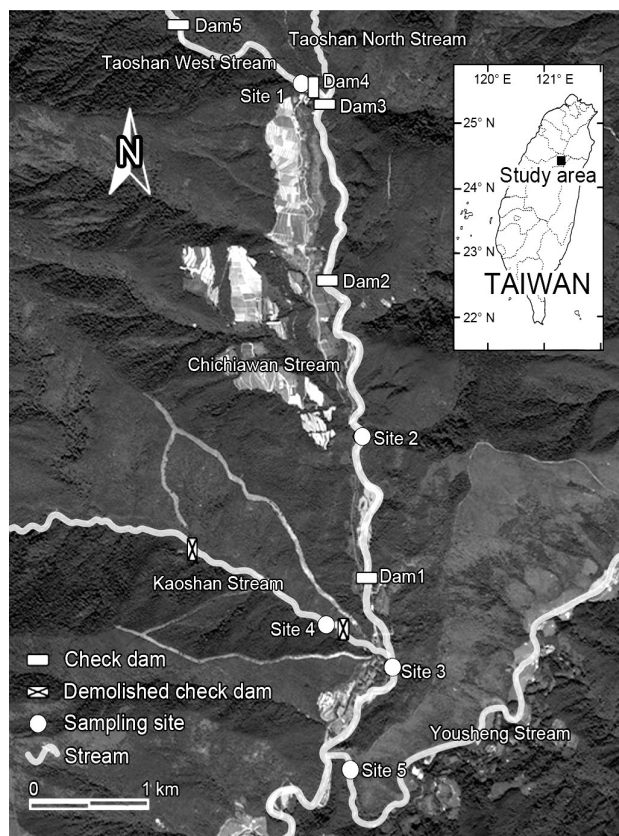 Dam5
Taoshan North Stream
Taoshan West Stream
Dam4
Site 1
Dam3
N
120° E 121° E
25° N
Study area
24° N
23° N
TAIWAN
22° N
Dam2
Chichiawan Stream
Site 2
Dam1
Kaoshan Stream
Site 4
Site 3
Check dam
Demolished check dam
Sampling site
Stream
Yousheng Stream
Site 5
0 1 km